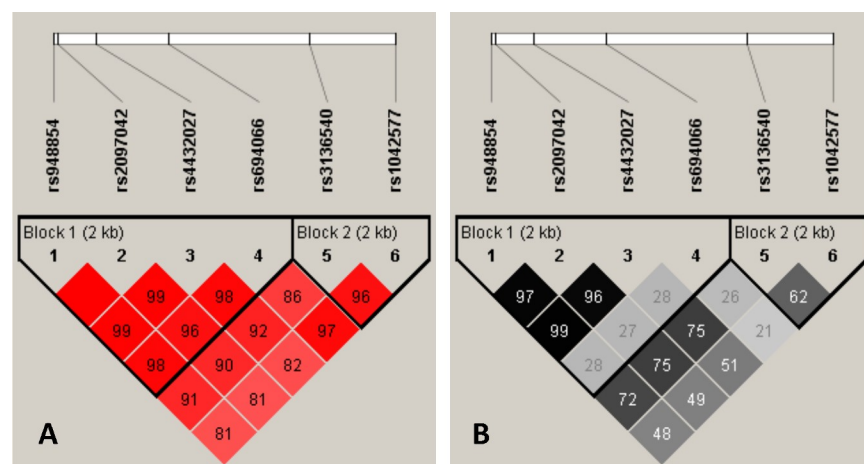 rs948854
rs2097042
rs4432027
rs694066
rs3136540
rs1042577
Block 1 (2 kb)
Block 2 (2 kb)
1 2 3 4 5 6
99 98 86 96
99 96 92 97
98 90 82
91 81
81
A
rs948854
rs2097042
rs4432027
rs694066
rs3136540
rs1042577
Block 1 (2 kb)
Block 2 (2 kb)
1 2 3 4 5 6
97 96 28 26 62
99 27 75 21
28 75 51
72 49
48
B